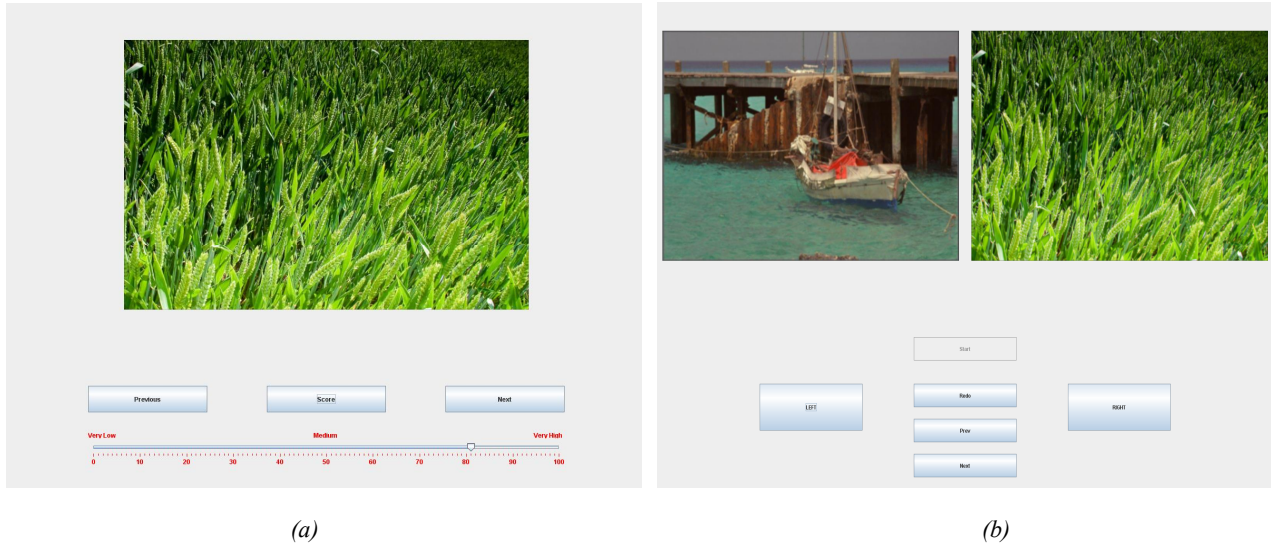 Previous Score Next
Very Low Medium Very High
0 10 20 30 40 50 60 70 80 90 100
Start
Redo
LEFT RIGHT
Prev
Next
(a) (b)